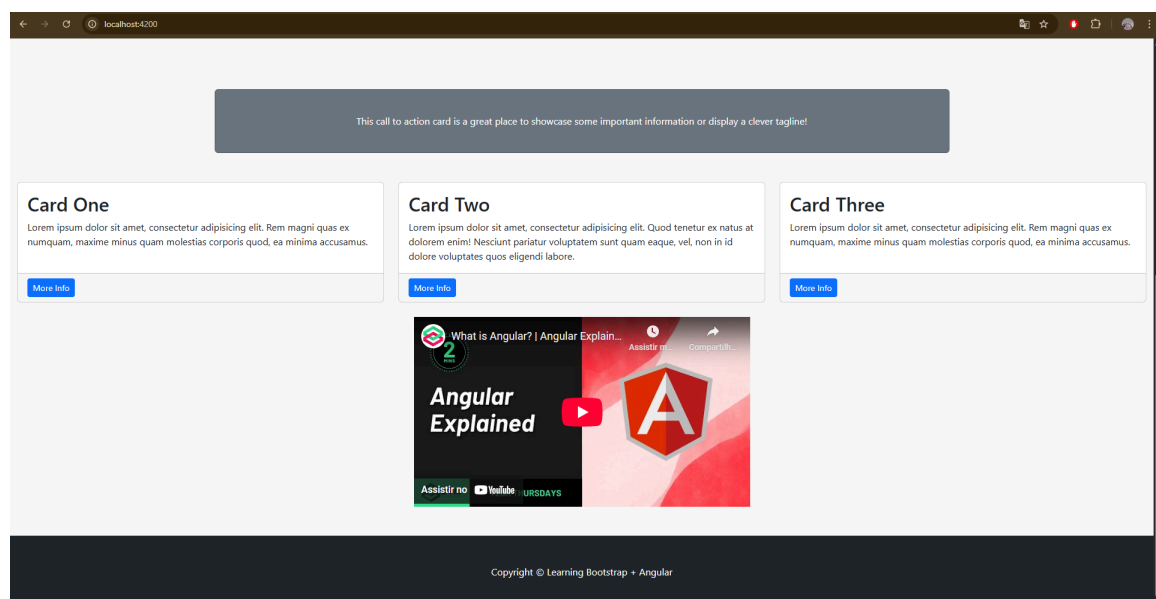 localhost:4200
This call to action card is a great place to showcase some important information or display a clever tagline!
Card One
Lorem ipsum dolor sit amet, consectetur adipisicing elit. Rem magni quas ex
numquam, maxime minus quam molestias corporis quod, ea minima accusamus.
More Info
Card Two
Lorem ipsum dolor sit amet, consectetur adipisicing elit. Quod tenetur ex natus at
dolorem enim! Nesciunt pariatur voluptatem sunt quam eaque, vel, non in id
dolore voluptates quos eligendi labore.
More Info
Card Three
Lorem ipsum dolor sit amet, consectetur adipisicing elit. Rem magni quas ex
numquam, maxime minus quam molestias corporis quod, ea minima accusamus.
More Info
What is Angular? | Angular Explain...
Assistir m...
Compartilh...
2
MINS
Angular
Explained
A
Assistir no YouTube
URSDAYS
Copyright © Learning Bootstrap + Angular